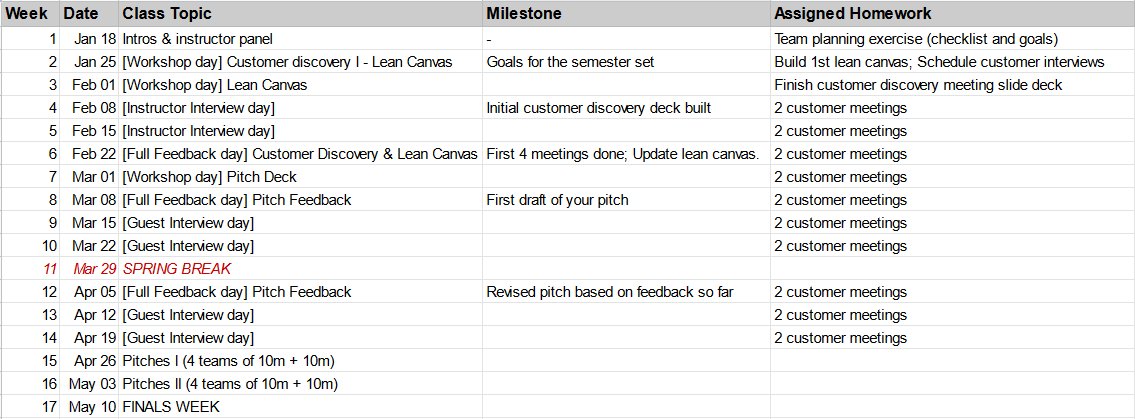 Week Date Class Topic Milestone Assigned Homework
1 Jan 18 Intros & instructor panel - Team planning exercise (checklist and goals)
2 Jan 25 [Workshop day] Customer discovery I - Lean Canvas Goals for the semester set Build 1st lean canvas; Schedule customer interviews
3 Feb 01 [Workshop day] Lean Canvas Finish customer discovery meeting slide deck
4 Feb 08 [Instructor Interview day] Initial customer discovery deck built 2 customer meetings
5 Feb 15 [Instructor Interview day] 2 customer meetings
6 Feb 22 [Full Feedback day] Customer Discovery & Lean Canvas First 4 meetings done; Update lean canvas. 2 customer meetings
7 Mar 01 [Workshop day] Pitch Deck 2 customer meetings
8 Mar 08 [Full Feedback day] Pitch Feedback First draft of your pitch 2 customer meetings
9 Mar 15 [Guest Interview day] 2 customer meetings
10 Mar 22 [Guest Interview day] 2 customer meetings
11 Mar 29 SPRING BREAK
12 Apr 05 [Full Feedback day] Pitch Feedback Revised pitch based on feedback so far 2 customer meetings
13 Apr 12 [Guest Interview day] 2 customer meetings
14 Apr 19 [Guest Interview day] 2 customer meetings
15 Apr 26 Pitches I (4 teams of 10m + 10m)
16 May 03 Pitches II (4 teams of 10m + 10m)
17 May 10 FINALS WEEK